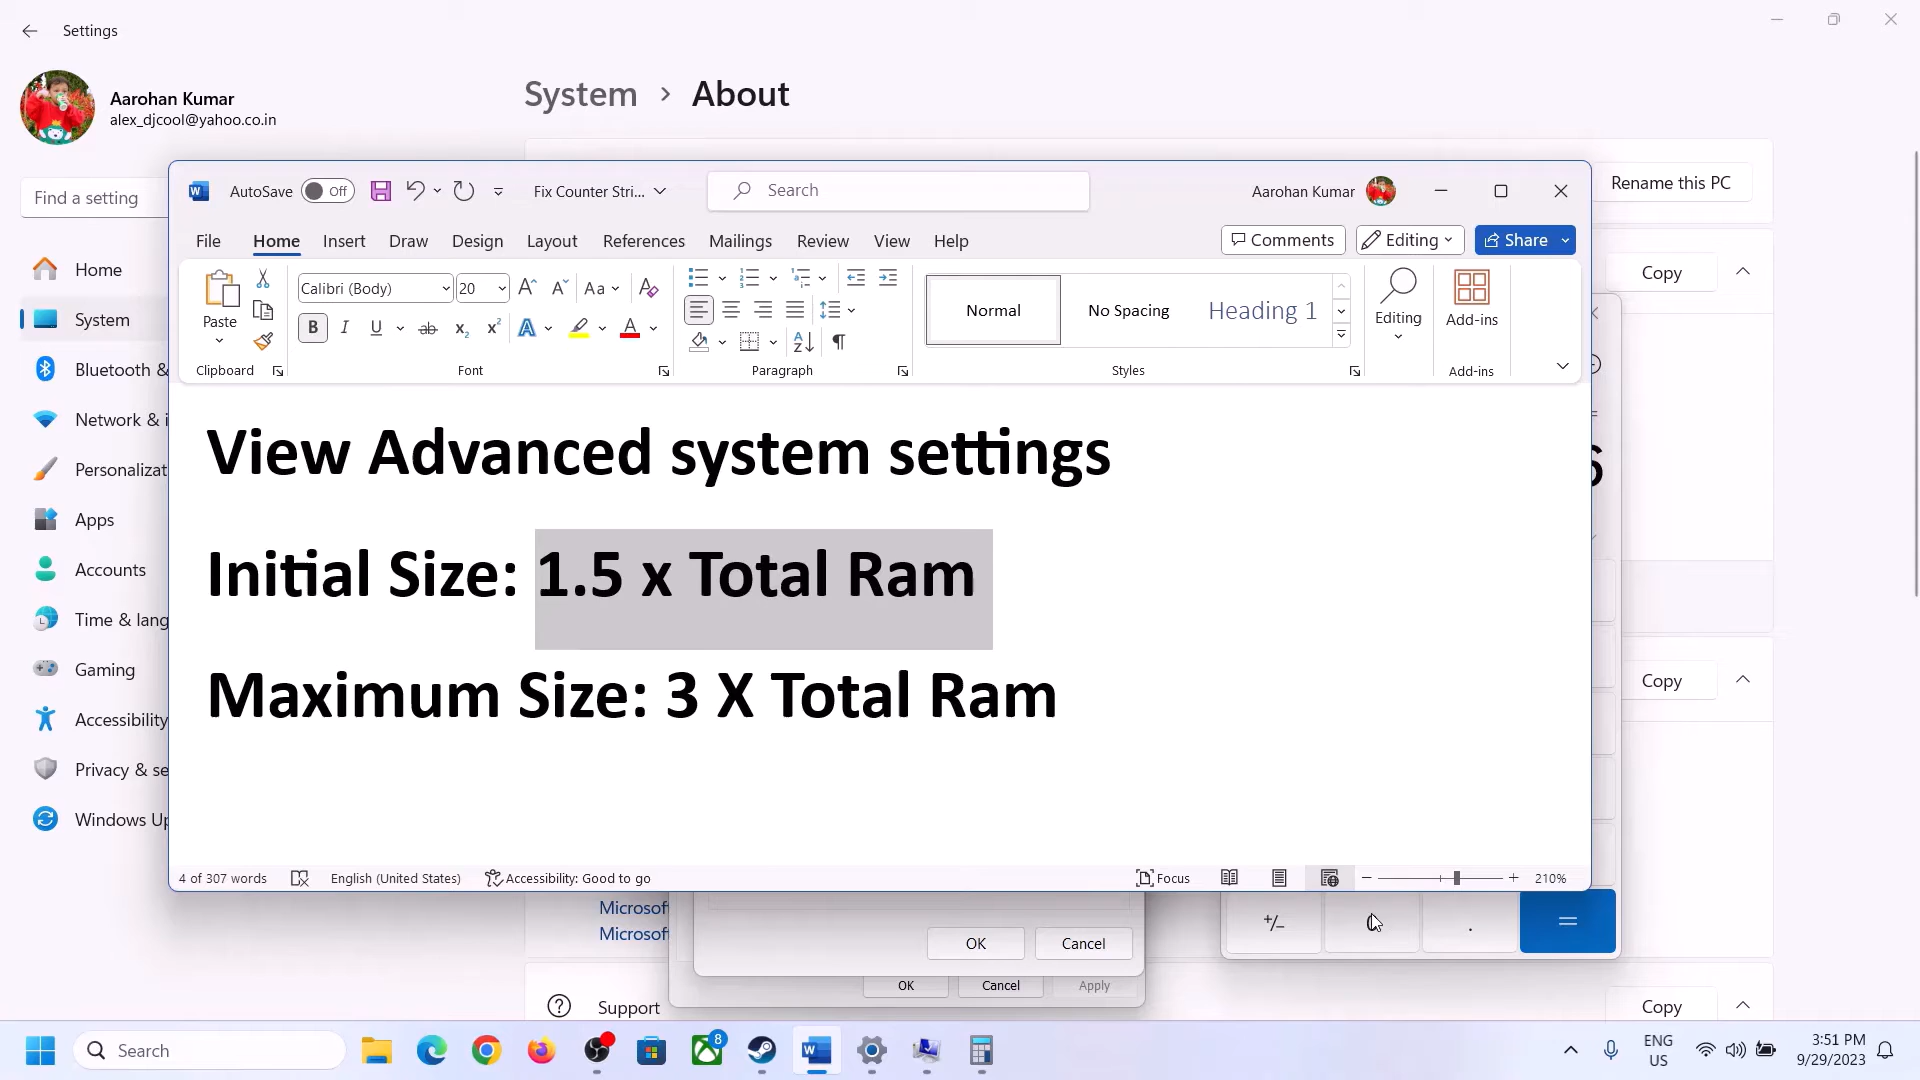 Settings
Aarohan Kumar
alex_djcool@yahoo.co.in
System > About
Find a setting
Rename this PC
AutoSave Off
Fix Counter Stri...
Search
Aarohan Kumar
File Home Insert Draw Design Layout References Mailings Review View Help
Comments Editing Share
Home
System
Bluetooth &
Network & i
Personalizat
Apps
Accounts
Time & lang
Gaming
Accessibility
Privacy & se
Windows Up
Paste
Clipboard
Calibri (Body) 20
Aa
B I U ab x₂ x² A A
Font
Paragraph
Normal No Spacing Heading 1
Styles
Editing
Add-ins
Add-ins
Copy
View Advanced system settings
Initial Size: 1.5 x Total Ram
Maximum Size: 3 X Total Ram
6
Copy
4 of 307 words English (United States) Accessibility: Good to go Focus 210%
Microsof
Microsof
OK Cancel
OK Cancel Apply
+/− . =
Support
Copy
Search
8
ENG
US
3:51 PM
9/29/2023